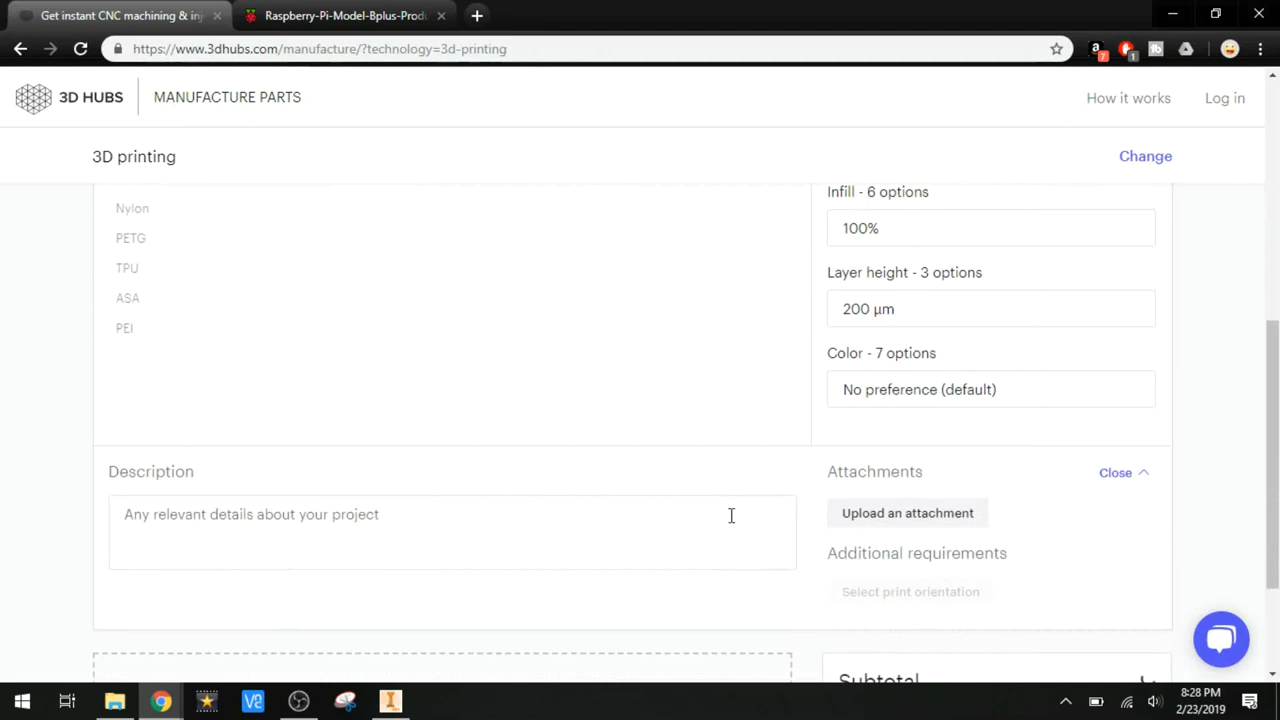 Get instant CNC machining & inj
Raspberry-Pi-Model-Bplus-Produ
https://www.3dhubs.com/manufacture/?technology=3d-printing
7
1
3D HUBS
MANUFACTURE PARTS
How it works
Log in
3D printing
Change
Nylon
PETG
TPU
ASA
PEI
Infill - 6 options
100%
Layer height - 3 options
200 µm
Color - 7 options
No preference (default)
Description
Any relevant details about your project
Attachments
Close
Upload an attachment
Additional requirements
Select print orientation
Subtotal
8:28 PM
2/23/2019